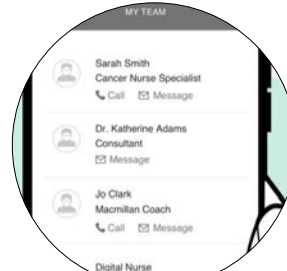 MY TEAM
Sarah Smith
Cancer Nurse Specialist
Call Message
Dr. Katherine Adams
Consultant
Message
Jo Clark
Macmillan Coach
Call Message
Digital Nurse